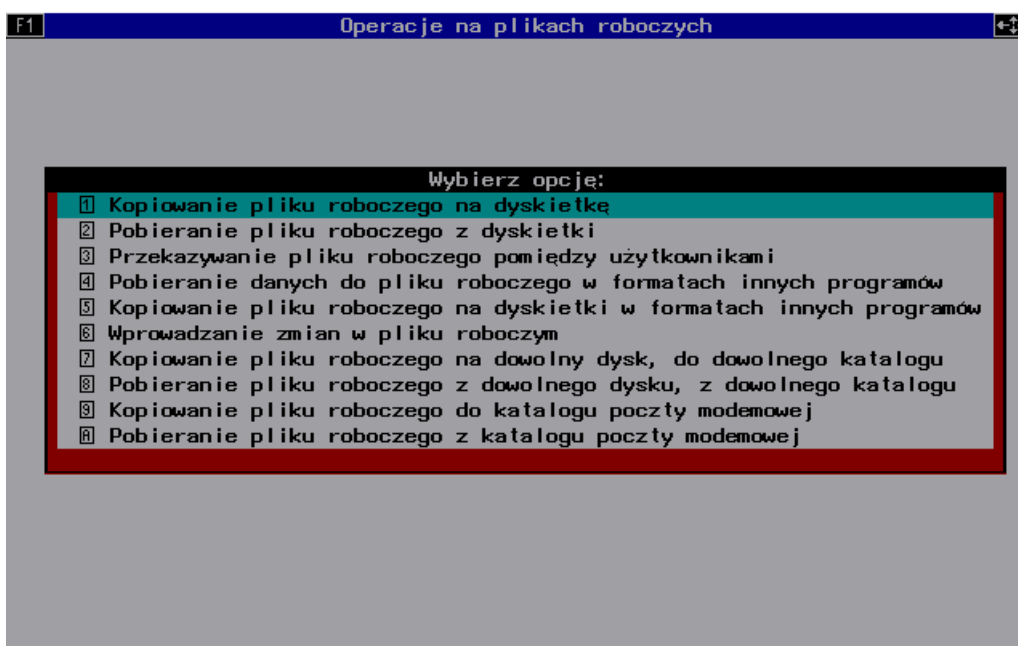 F1 Operacje na plikach roboczych
Wybierz opcję:
1 Kopiowanie pliku roboczego na dyskietkę
2 Pobieranie pliku roboczego z dyskietki
3 Przekazywanie pliku roboczego pomiędzy użytkownikami
4 Pobieranie danych do pliku roboczego w formatach innych programów
5 Kopiowanie pliku roboczego na dyskietki w formatach innych programów
6 Wprowadzanie zmian w pliku roboczym
7 Kopiowanie pliku roboczego na dowolny dysk, do dowolnego katalogu
8 Pobieranie pliku roboczego z dowolnego dysku, z dowolnego katalogu
9 Kopiowanie pliku roboczego do katalogu poczty modemowej
A Pobieranie pliku roboczego z katalogu poczty modemowej